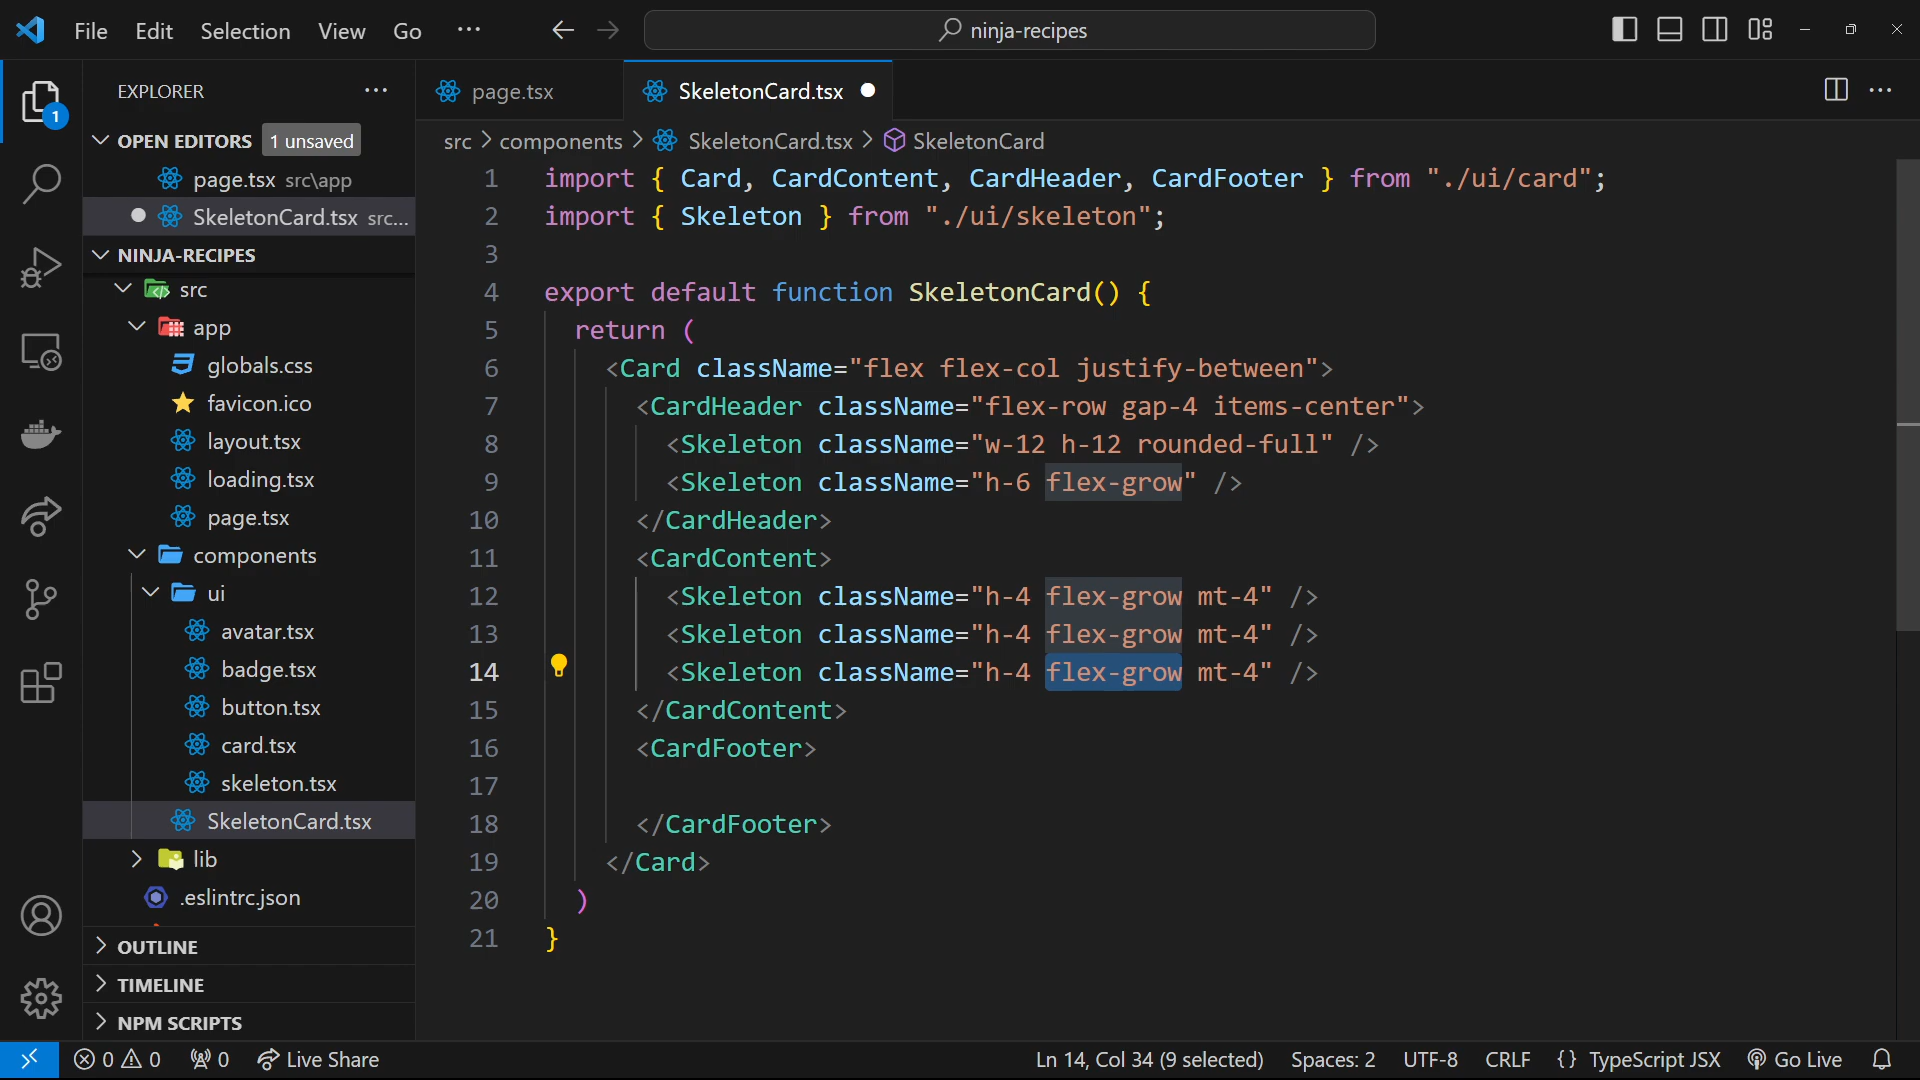 File Edit Selection View Go ···
ninja-recipes
EXPLORER ···
OPEN EDITORS 1 unsaved
page.tsx src\app
SkeletonCard.tsx src...
NINJA-RECIPES
src
app
globals.css
favicon.ico
layout.tsx
loading.tsx
page.tsx
components
ui
avatar.tsx
badge.tsx
button.tsx
card.tsx
skeleton.tsx
SkeletonCard.tsx
lib
.eslintrc.json
OUTLINE
TIMELINE
NPM SCRIPTS
1
page.tsx
SkeletonCard.tsx
src > components > SkeletonCard.tsx > SkeletonCard
1 import { Card, CardContent, CardHeader, CardFooter } from "./ui/card";
2 import { Skeleton } from "./ui/skeleton";
3
4 export default function SkeletonCard() {
5 return (
6 <Card className="flex flex-col justify-between">
7 <CardHeader className="flex-row gap-4 items-center">
8 <Skeleton className="w-12 h-12 rounded-full" />
9 <Skeleton className="h-6 flex-grow" />
10 </CardHeader>
11 <CardContent>
12 <Skeleton className="h-4 flex-grow mt-4" />
13 <Skeleton className="h-4 flex-grow mt-4" />
14 <Skeleton className="h-4 flex-grow mt-4" />
15 </CardContent>
16 <CardFooter>
17
18 </CardFooter>
19 </Card>
20 )
21 }
0 0 0 Live Share
Ln 14, Col 34 (9 selected) Spaces: 2 UTF-8 CRLF {} TypeScript JSX Go Live